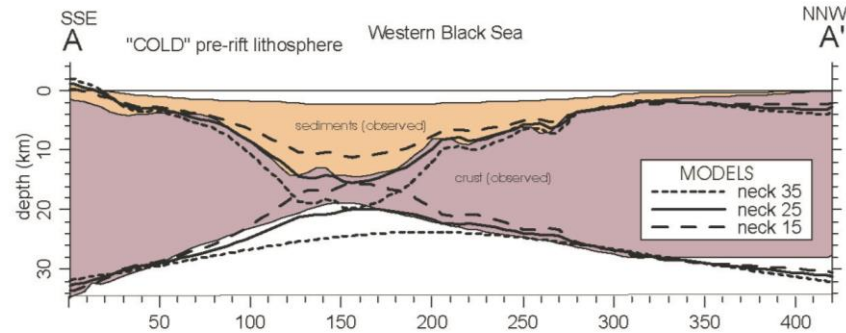 SSE
A
"COLD" pre-rift lithosphere
Western Black Sea
NNW
A'
0
10
20
30
depth (km)
sediments (observed)
crust (observed)
MODELS
neck 35
neck 25
neck 15
50 100 150 200 250 300 350 400